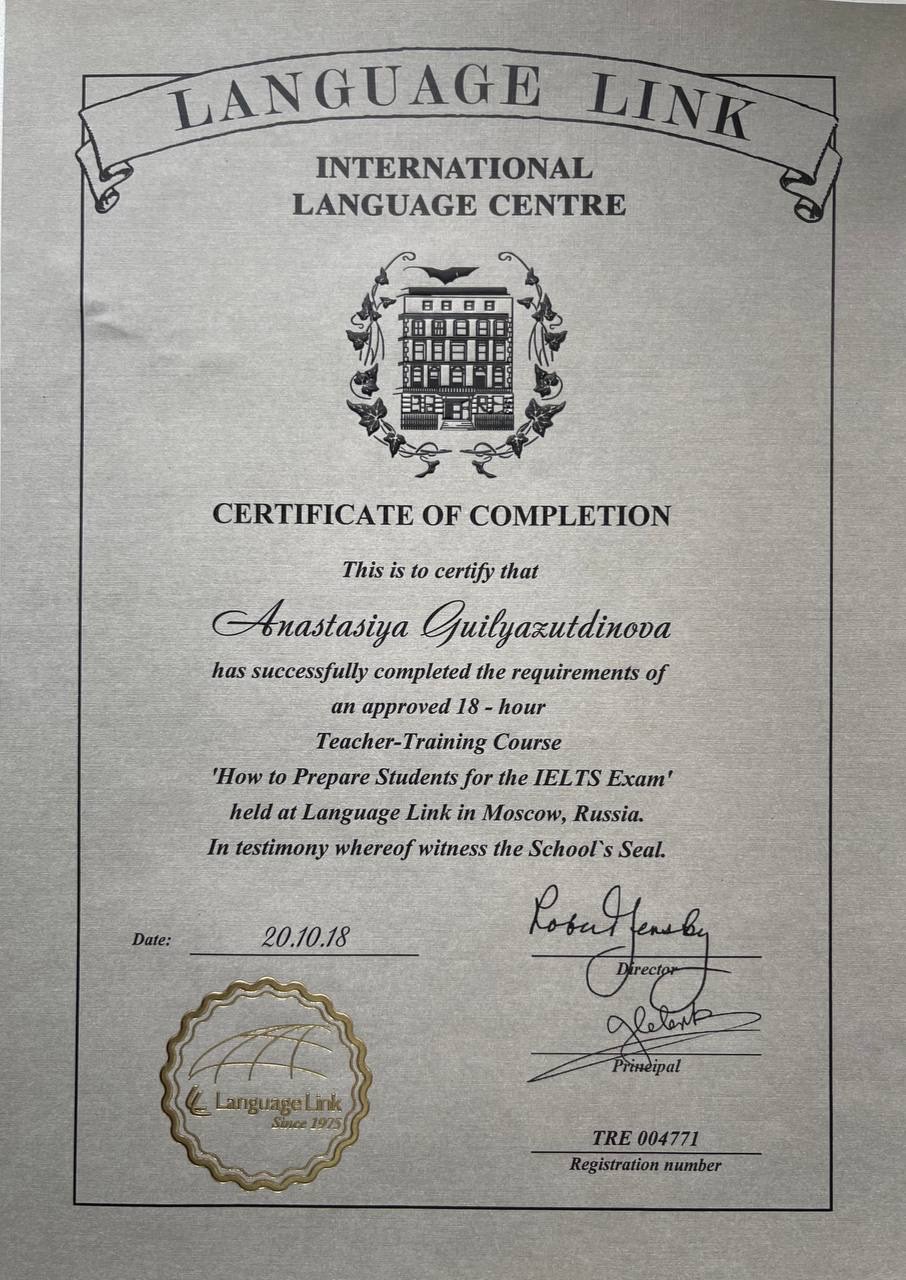 LANGUAGE LINK
INTERNATIONAL
LANGUAGE CENTRE
CERTIFICATE OF COMPLETION
This is to certify that
Anastasiya Guilyazutdinova
has successfully completed the requirements of
an approved 18 - hour
Teacher-Training Course
'How to Prepare Students for the IELTS Exam'
held at Language Link in Moscow, Russia.
In testimony whereof witness the School`s Seal.
Date: 20.10.18
Director
Principal
LL Language Link
Since 1975
TRE 004771
Registration number